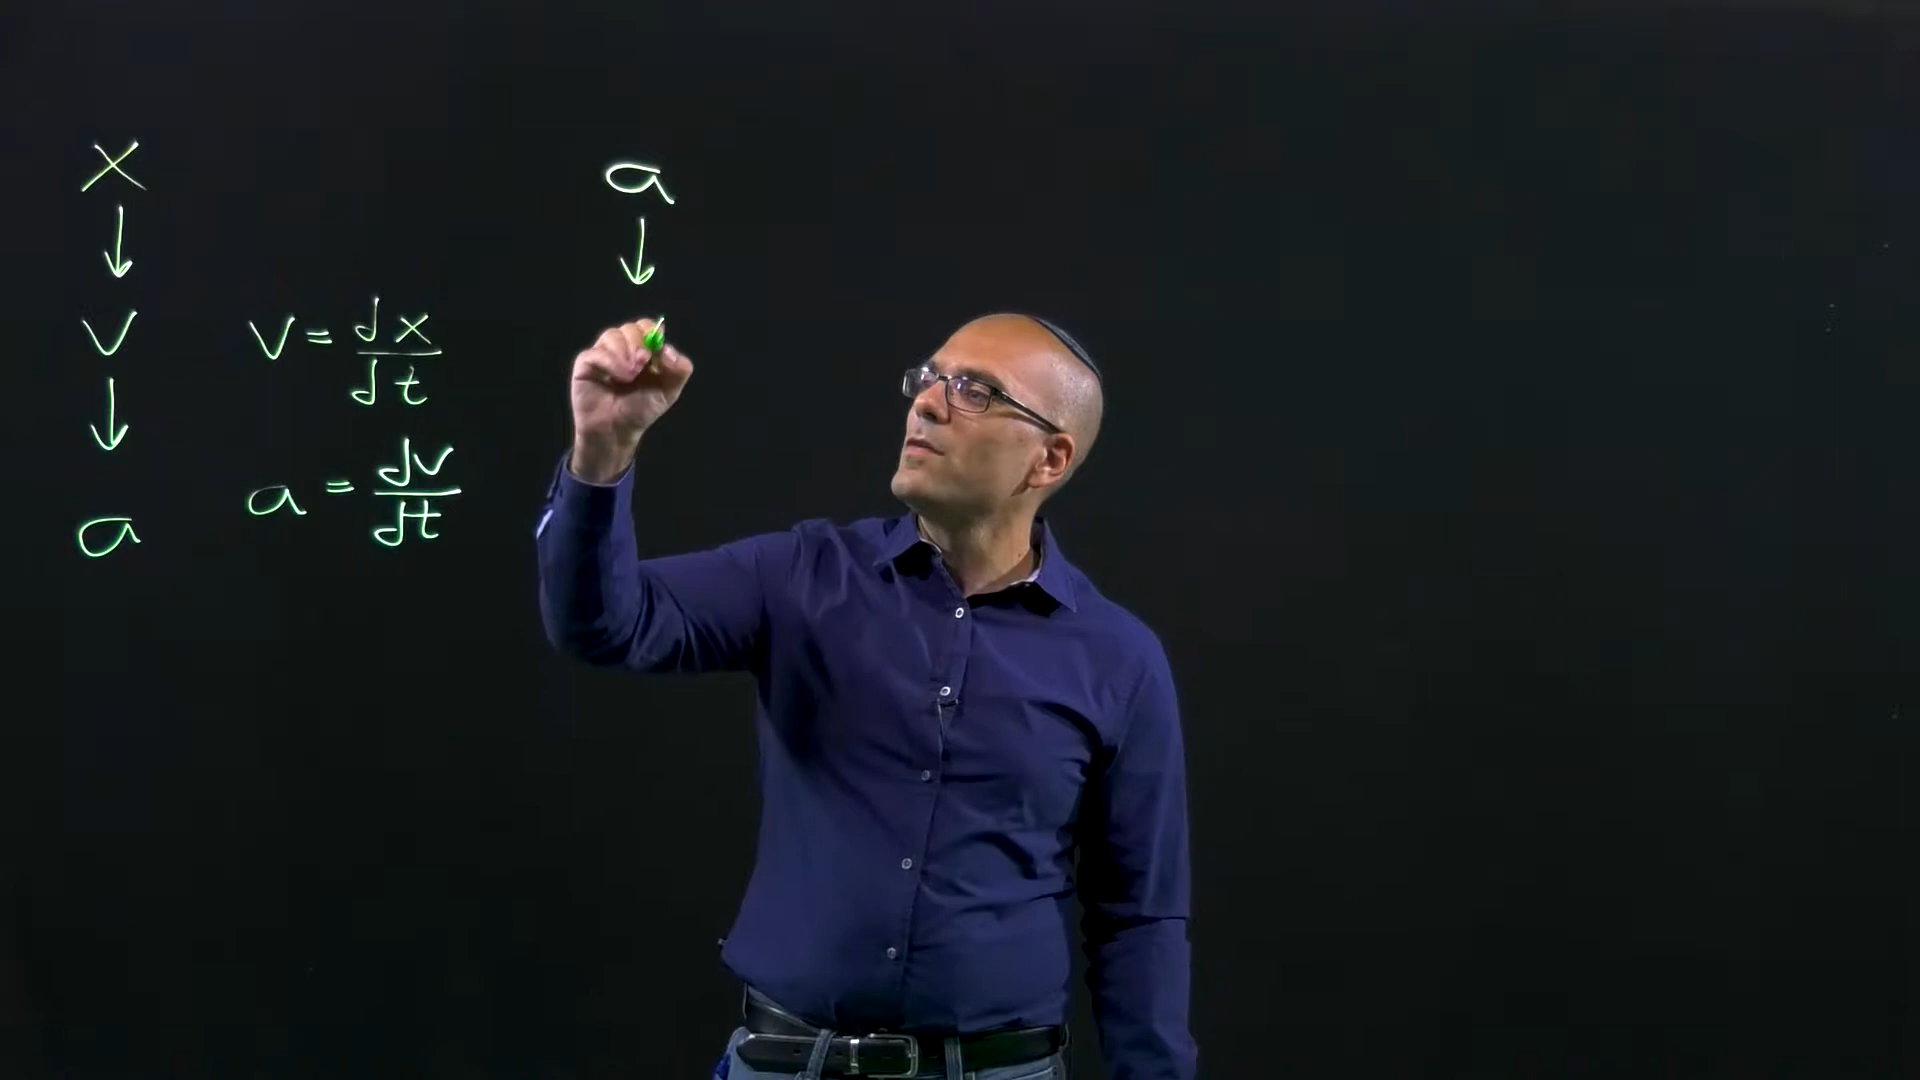 x
↓
v
↓
a
v = dx/dt
a = dv/dt
a
↓